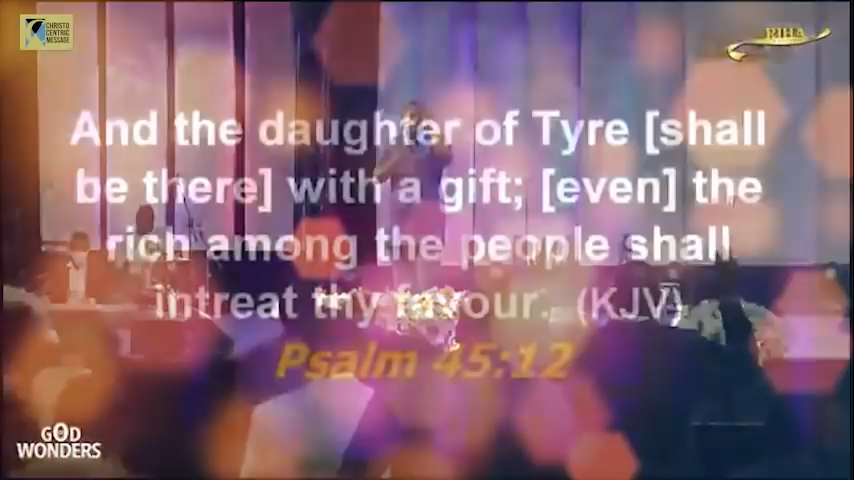 CHRISTO
CENTRIC
MESSAGE
RIHA
And the daughter of Tyre [shall
be there] with a gift; [even] the
rich among the people shall
intreat thy favour. (KJV)
Psalm 45:12
GOD
WONDERS